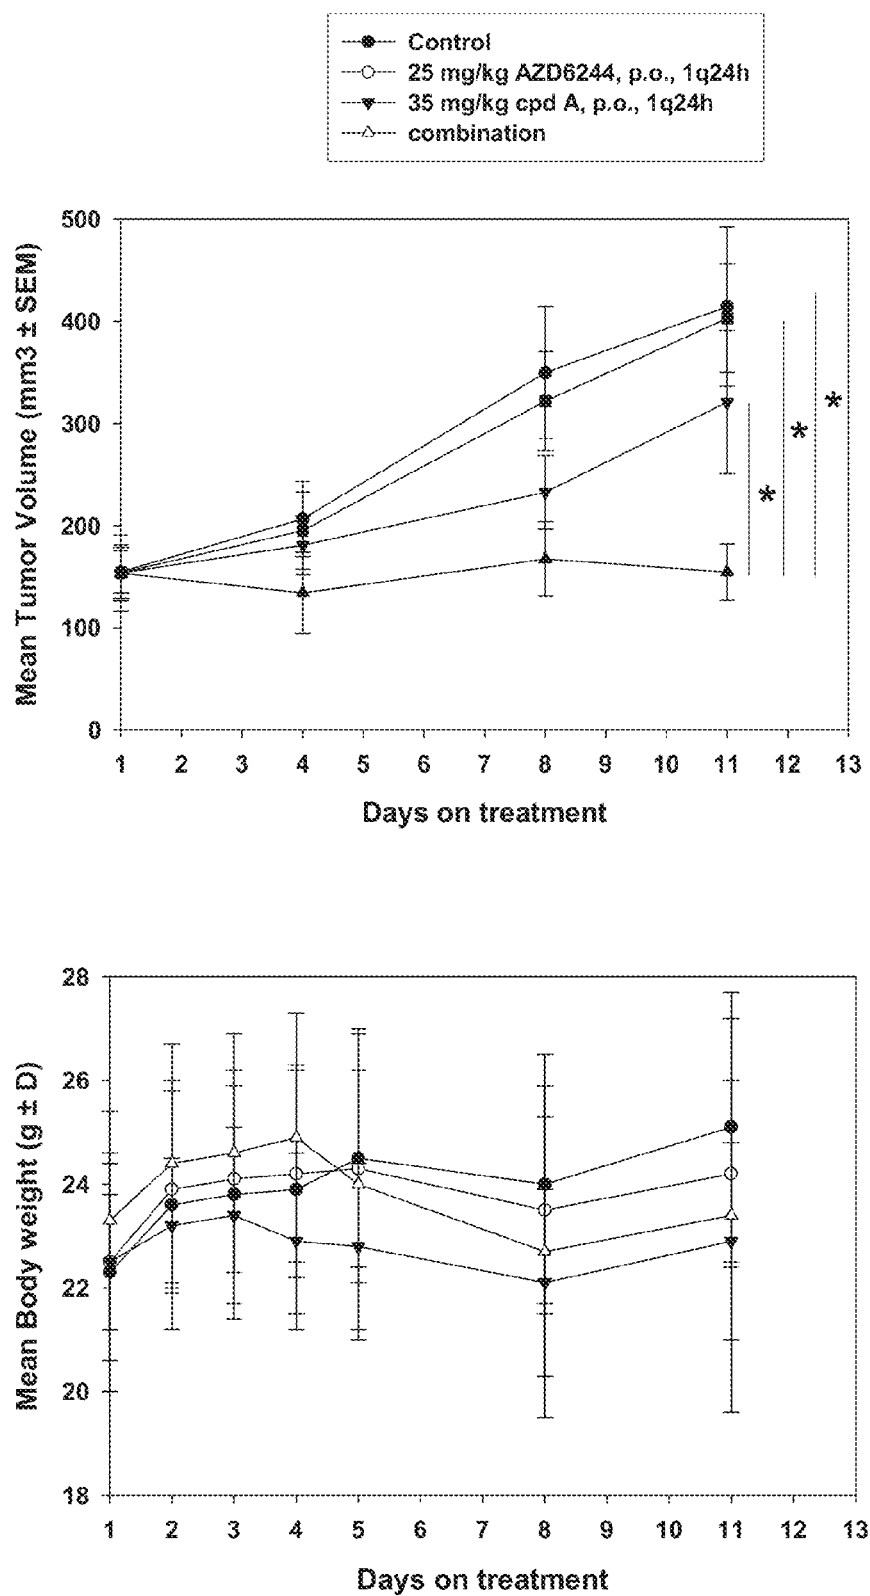 Control
25 mg/kg AZD6244, p.o., 1q24h
35 mg/kg cpd A, p.o., 1q24h
combination
Mean Tumor Volume (mm3 ± SEM)
500
400
300
200
100
0
* * *
1 2 3 4 5 6 7 8 9 10 11 12 13
Days on treatment
Mean Body weight (g ± D)
28
26
24
22
20
18
1 2 3 4 5 6 7 8 9 10 11 12 13
Days on treatment